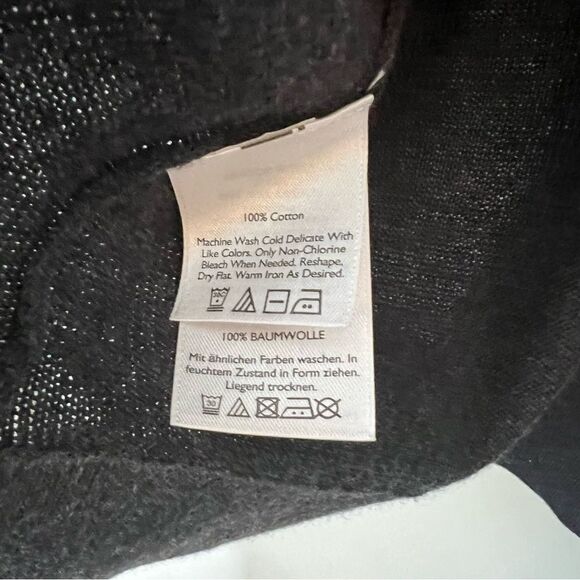 100% Cotton
Machine Wash Cold Delicate With
Like Colors. Only Non-Chlorine
Bleach When Needed. Reshape,
Dry Flat. Warm Iron As Desired.
100% BAUMWOLLE
Mit ähnlichen Farben waschen. In
feuchtem Zustand in Form ziehen.
Liegend trocknen.
30